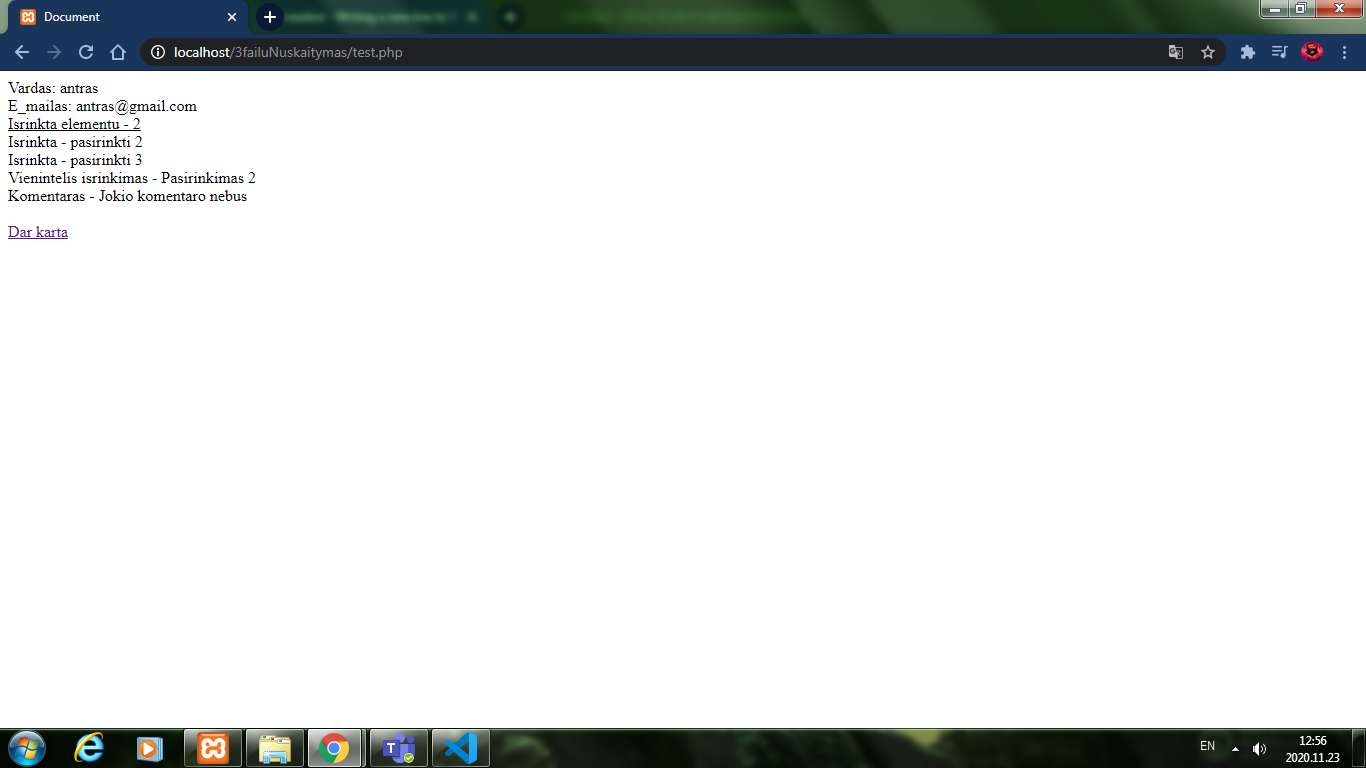 Document
localhost/3failuNuskaitymas/test.php
Vardas: antras
E_mailas: antras@gmail.com
Isrinkta elementu - 2
Isrinkta - pasirinkti 2
Isrinkta - pasirinkti 3
Vienintelis isrinkimas - Pasirinkimas 2
Komentaras - Jokio komentaro nebus
Dar karta
EN
12:56
2020.11.23